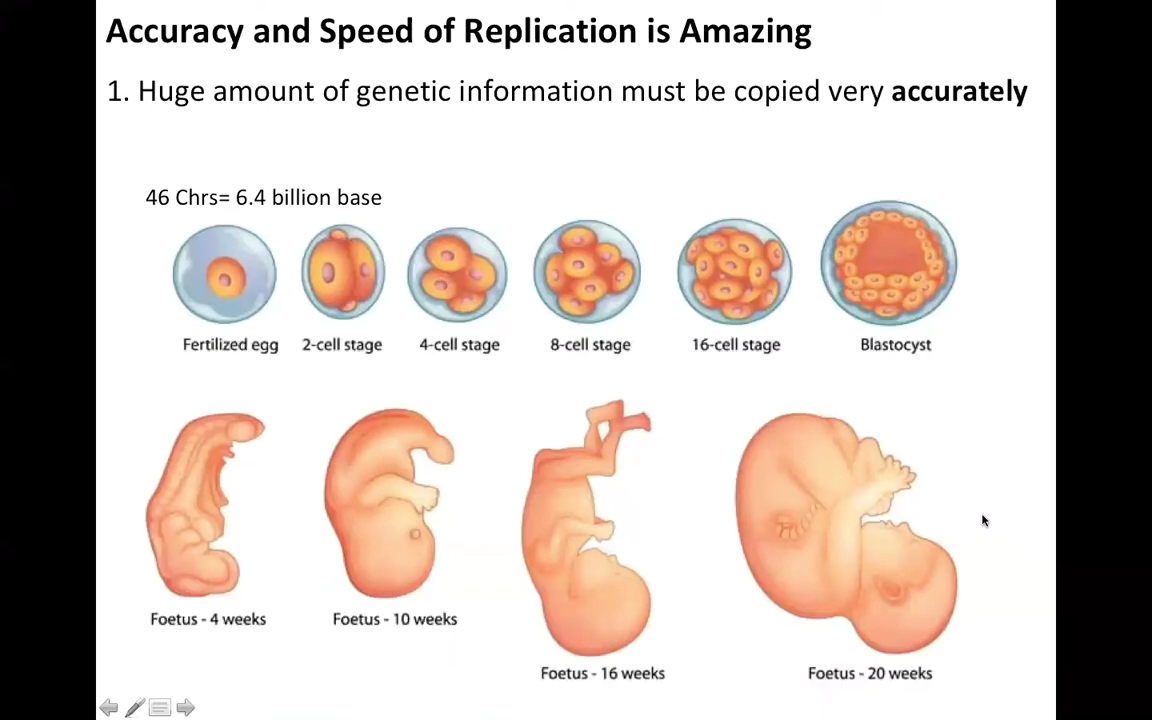 Accuracy and Speed of Replication is Amazing
1. Huge amount of genetic information must be copied very accurately
46 Chrs= 6.4 billion base
Fertilized egg
2-cell stage
4-cell stage
8-cell stage
16-cell stage
Blastocyst
Foetus - 4 weeks
Foetus - 10 weeks
Foetus - 16 weeks
Foetus - 20 weeks